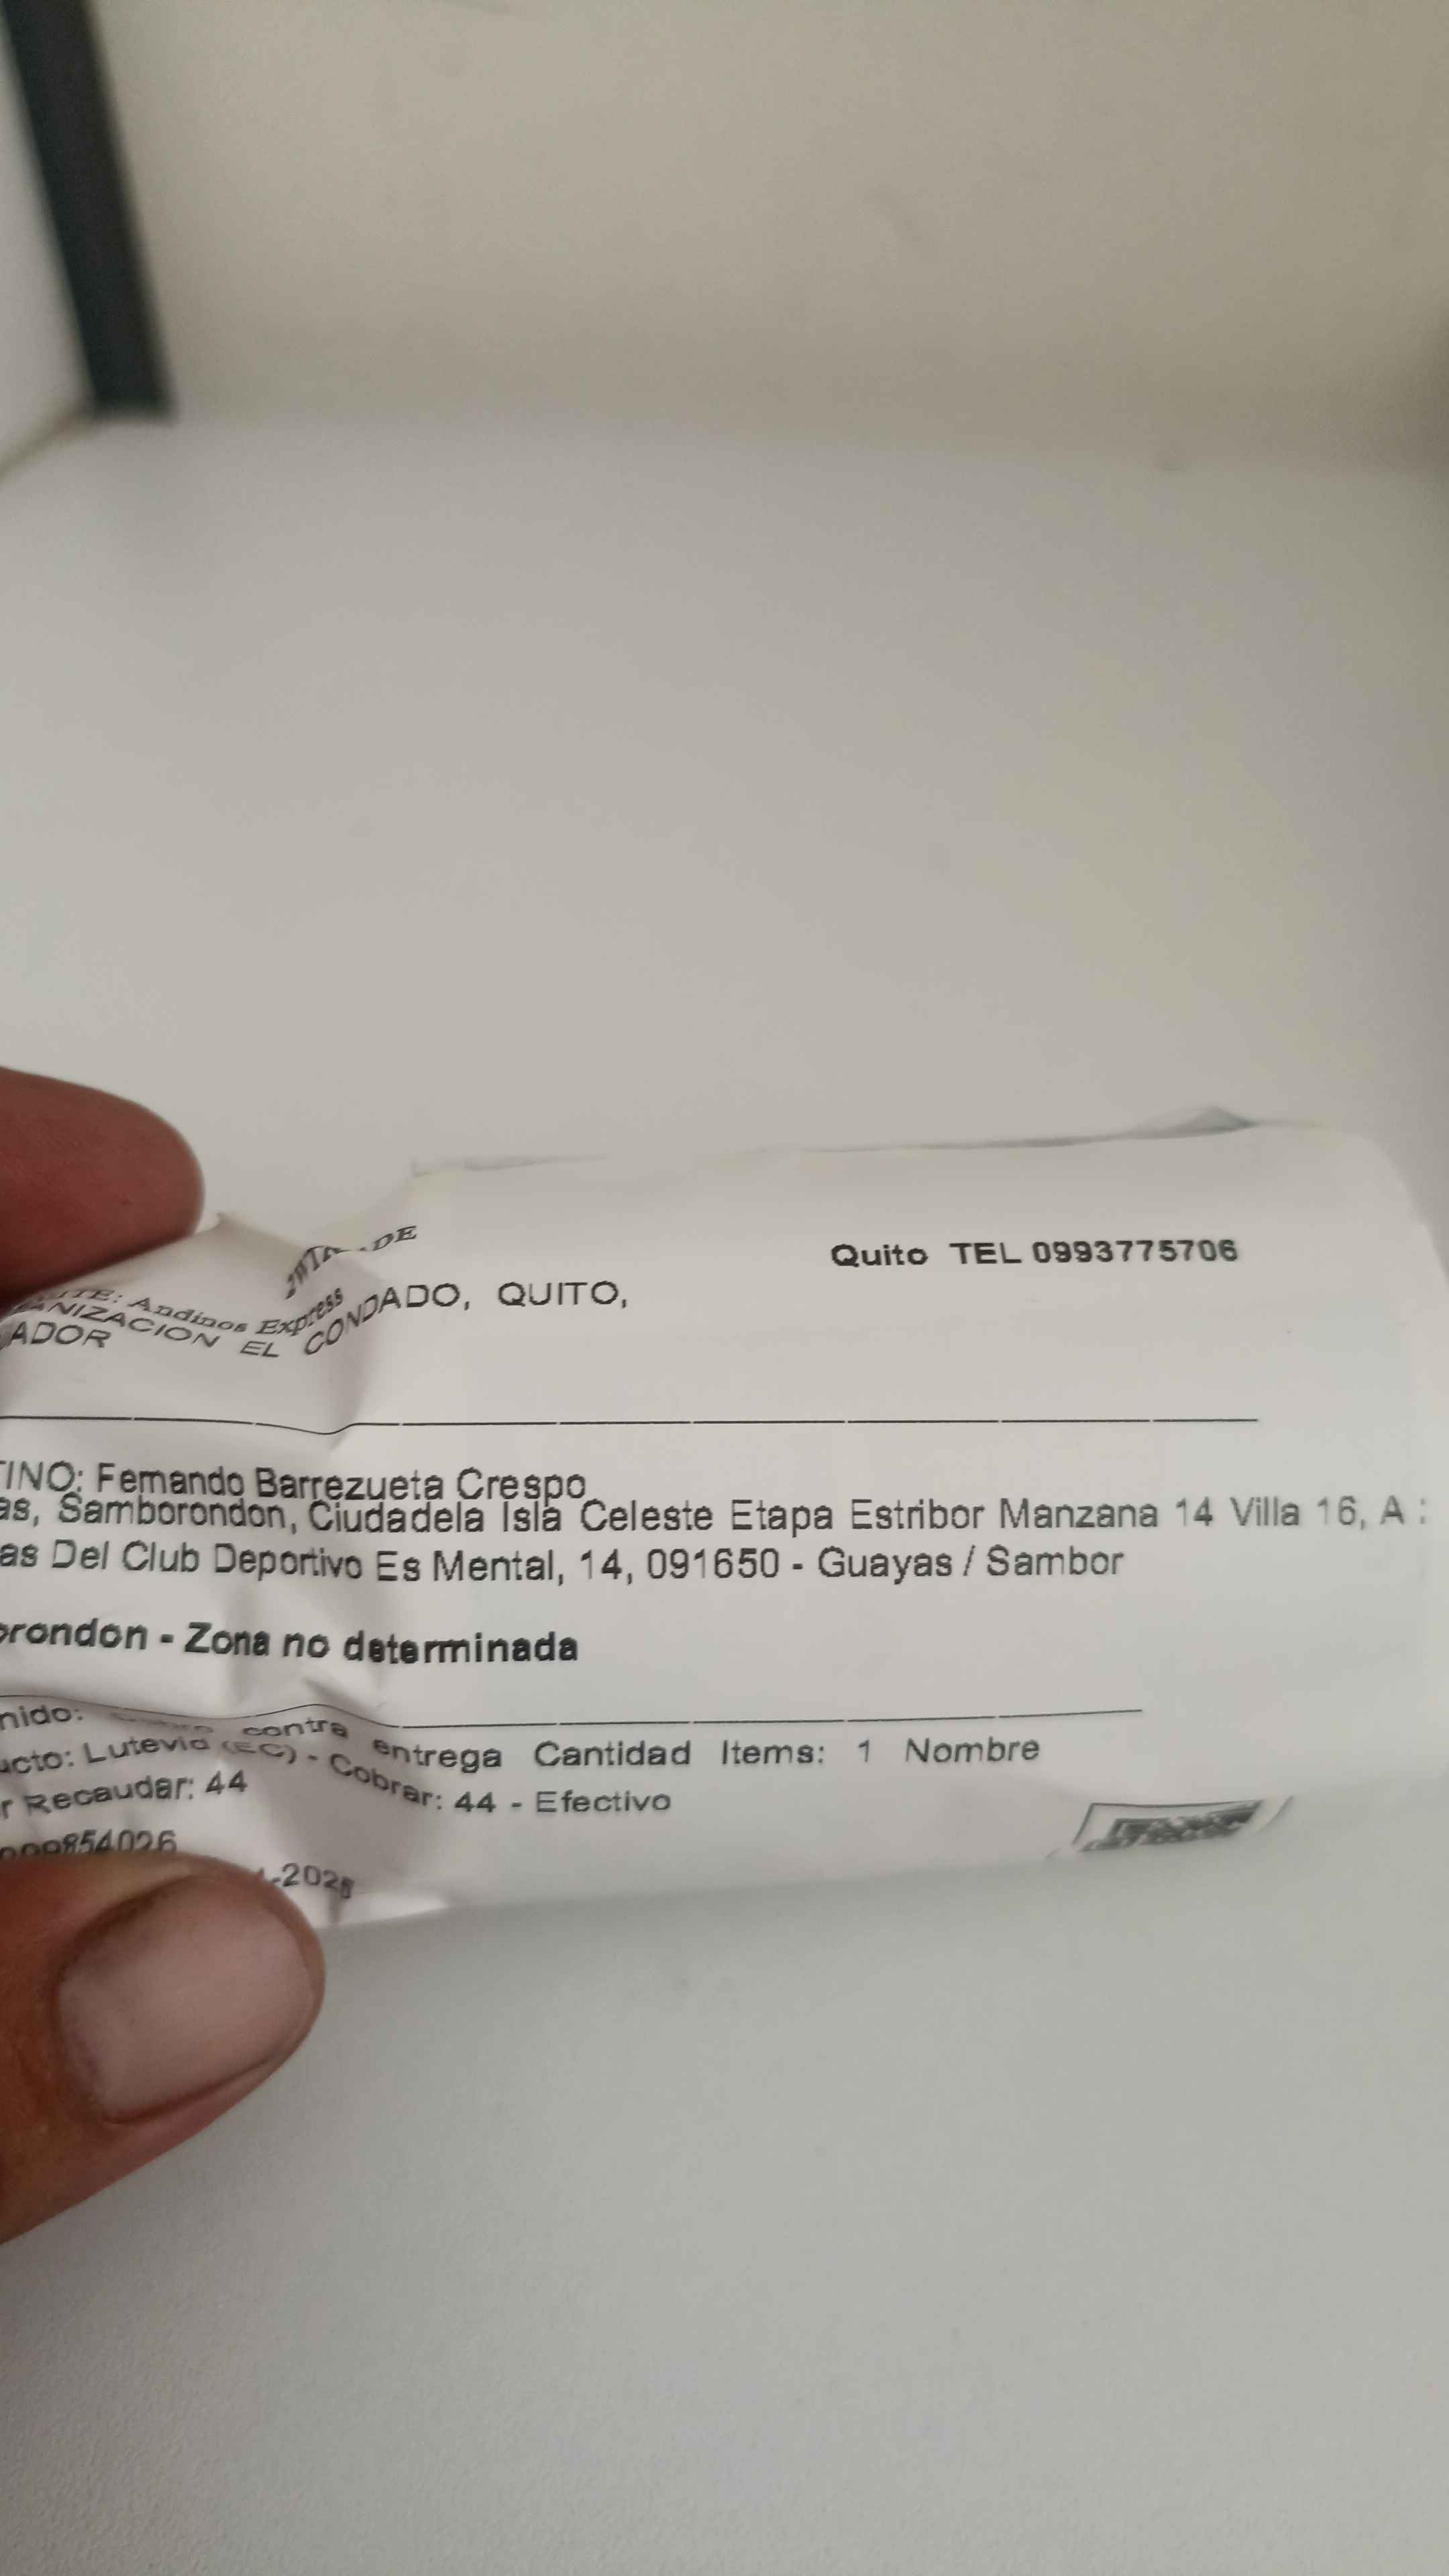 DE
Quito TEL 0993775706
Andinos Express
ANIZACION EL CONDADO, QUITO,
ADOR
TINO: Fernando Barrezueta Crespo
as, Samborondon, Ciudadela Isla Celeste Etapa Estribor Manzana 14 Villa 16, A :
as Del Club Deportivo Es Mental, 14, 091650 - Guayas / Sambor
orondon - Zona no determinada
nido: contra entrega Cantidad Items: 1 Nombre
ucto: Lutevid (EC) - Cobrar: 44 - Efectivo
r Recaudar: 44